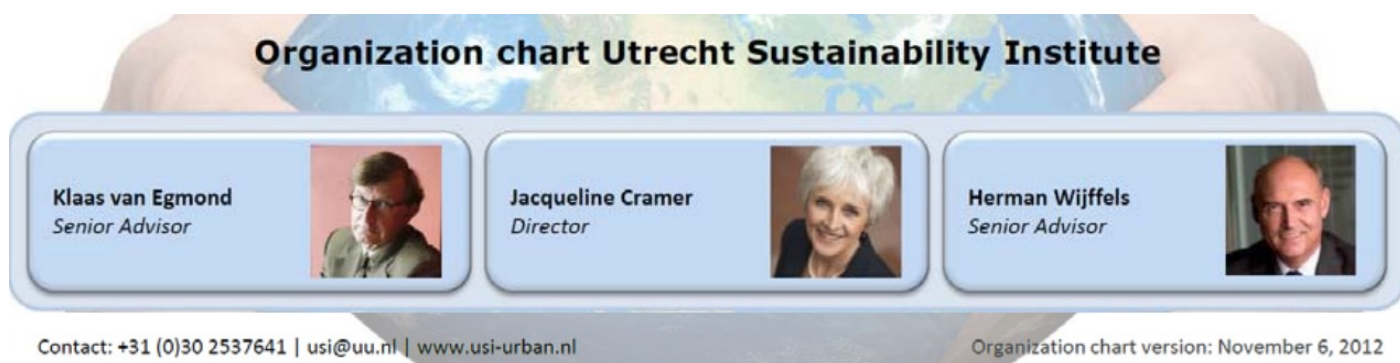 Organization chart Utrecht Sustainability Institute
Klaas van Egmond
Senior Advisor
Jacqueline Cramer
Director
Herman Wijffels
Senior Advisor
Contact: +31 (0)30 2537641 | usi@uu.nl | www.usi-urban.nl
Organization chart version: November 6, 2012